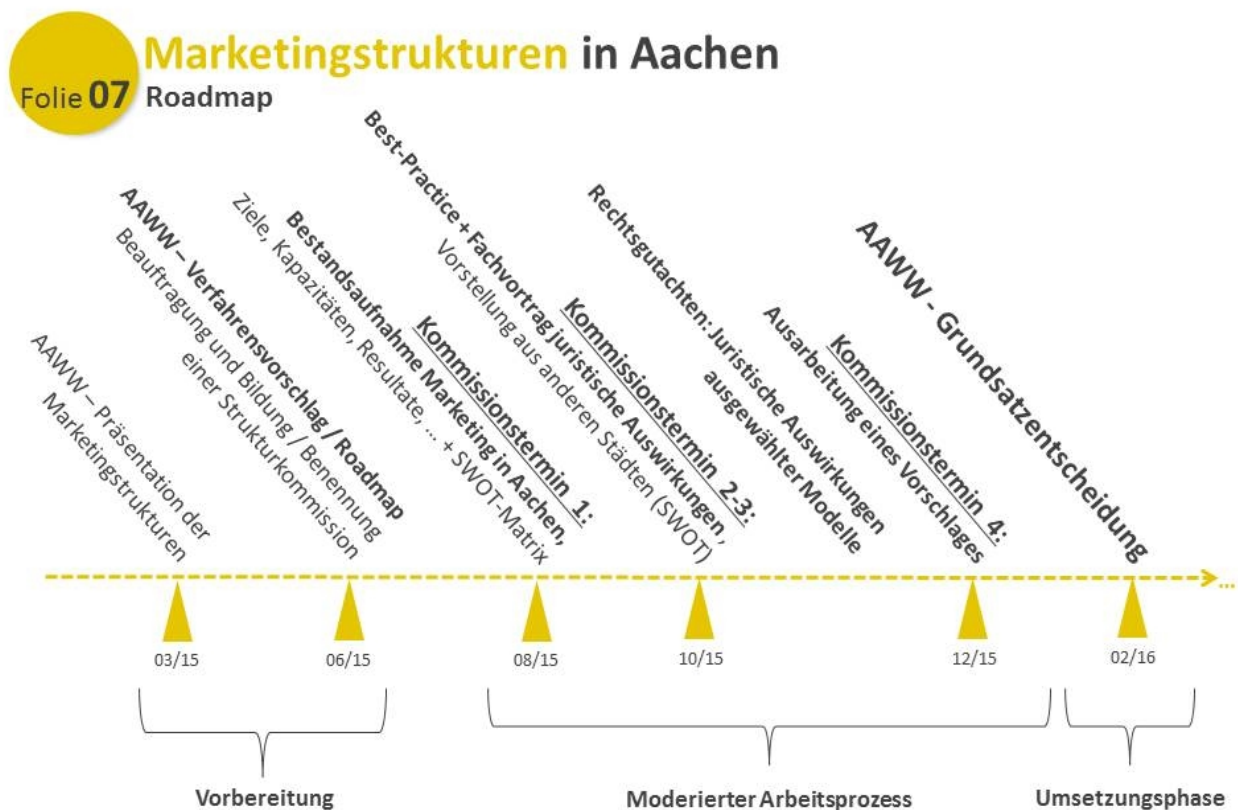 Marketingstrukturen in Aachen
Folie 07 Roadmap
AAWW – Präsentation der
Marketingstrukturen
AAWW – Verfahrensvorschlag / Roadmap
Beauftragung und Bildung / Benennung
einer Strukturkommission
Kommissionstermin 1:
Bestandsaufnahme Marketing in Aachen,
Ziele, Kapazitäten, Resultate, ... + SWOT-Matrix
Kommissionstermin 2-3:
Best-Practice + Fachvortrag juristische Auswirkungen ,
Vorstellung aus anderen Städten (SWOT)
Rechtsgutachten: Juristische Auswirkungen
ausgewählter Modelle
Kommissionstermin 4:
Ausarbeitung eines Vorschlages
AAWW - Grundsatzentscheidung
...
03/15
06/15
08/15
10/15
12/15
02/16
Vorbereitung
Moderierter Arbeitsprozess
Umsetzungsphase